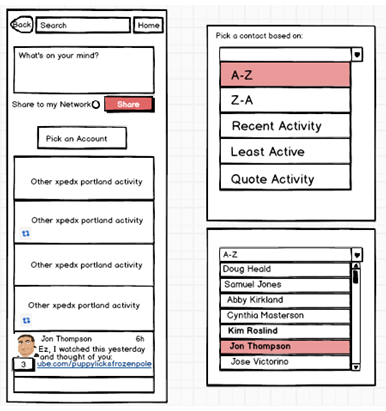 Back Search Home
What's on your mind?
Share to my Network Share
Pick an Account
Other xpedx portland activity
Other xpedx portland activity
Other xpedx portland activity
Other xpedx portland activity
Jon Thompson 6h
Ez, I watched this yesterday
and thought of you:
3 ube.com/puppylicksfrozenpole
Pick a contact based on:
A-Z
Z-A
Recent Activity
Least Active
Quote Activity
A-Z
Doug Heald
Samuel Jones
Abby Kirkland
Cynthia Masterson
Kim Roslind
Jon Thompson
Jose Victorino